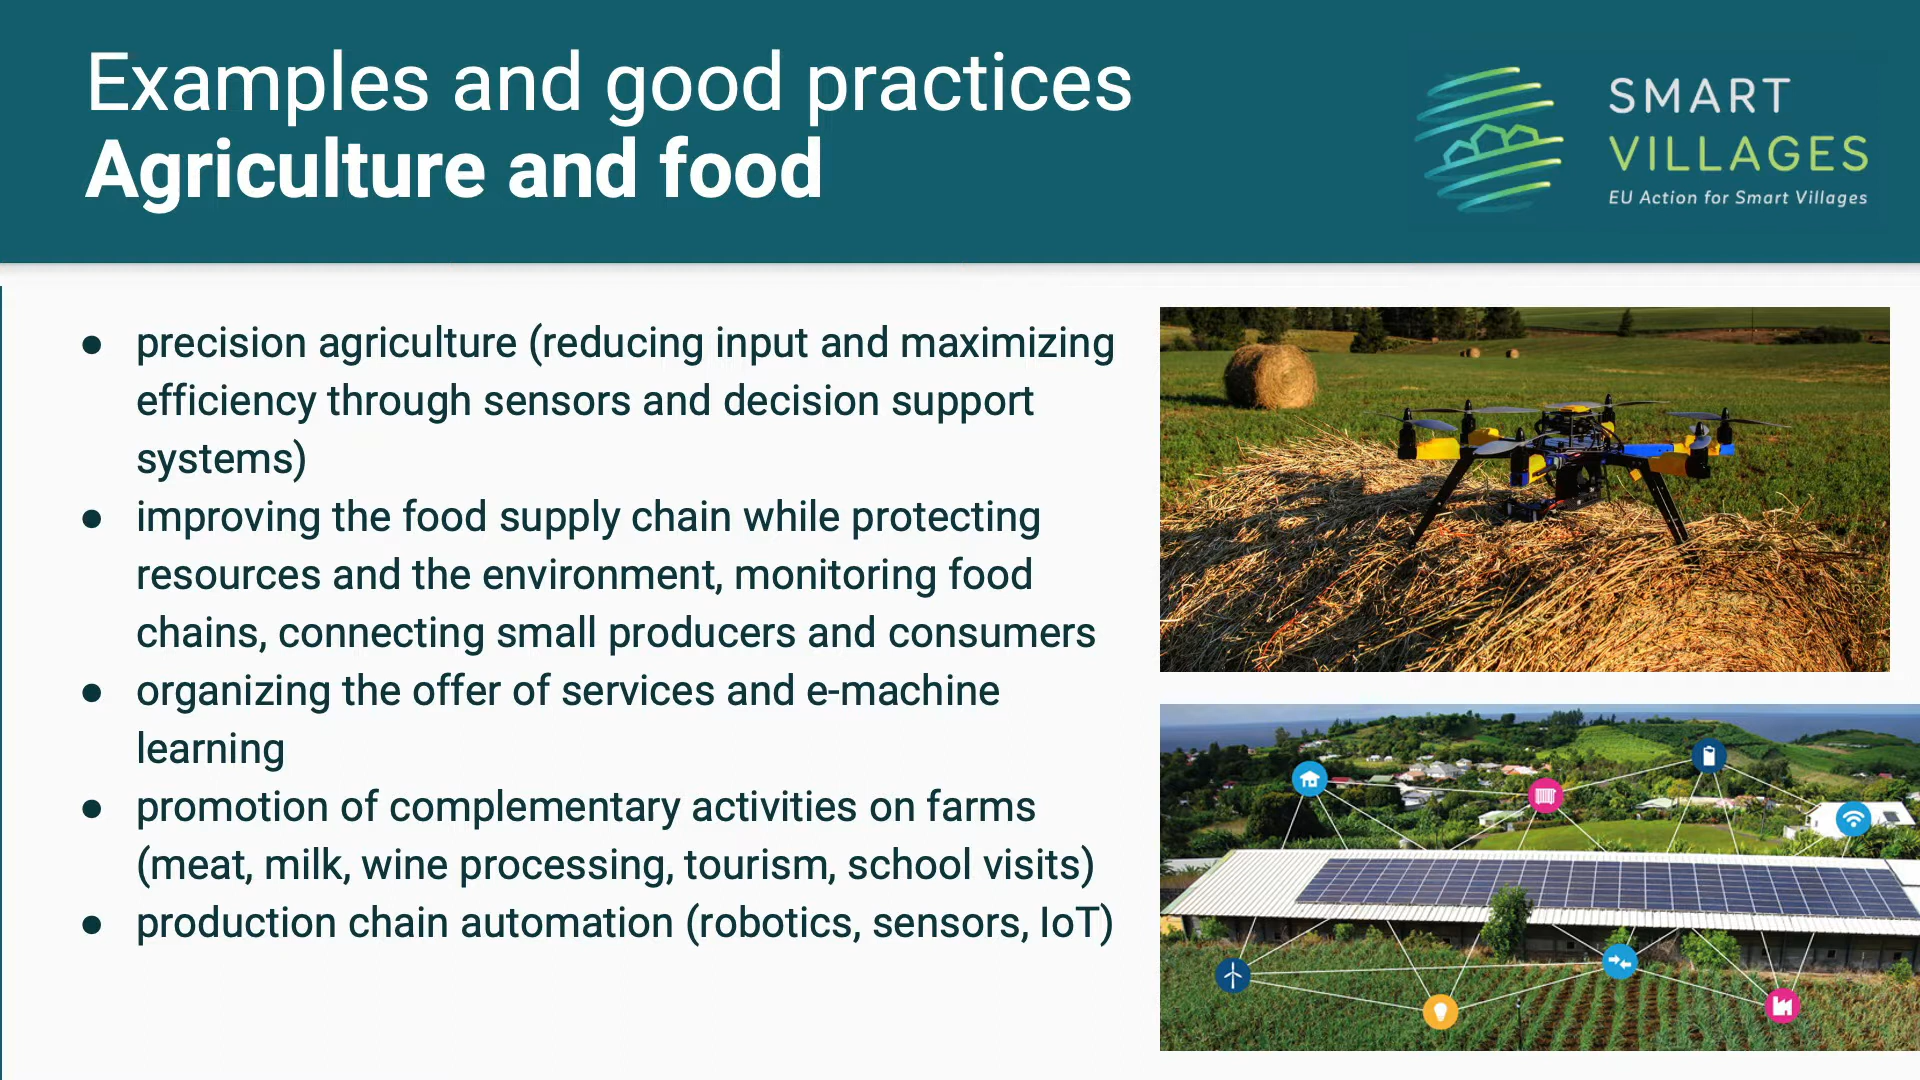 Examples and good practices
Agriculture and food
SMART
VILLAGES
EU Action for Smart Villages
● precision agriculture (reducing input and maximizing
efficiency through sensors and decision support
systems)
● improving the food supply chain while protecting
resources and the environment, monitoring food
chains, connecting small producers and consumers
● organizing the offer of services and e-machine
learning
● promotion of complementary activities on farms
(meat, milk, wine processing, tourism, school visits)
● production chain automation (robotics, sensors, IoT)